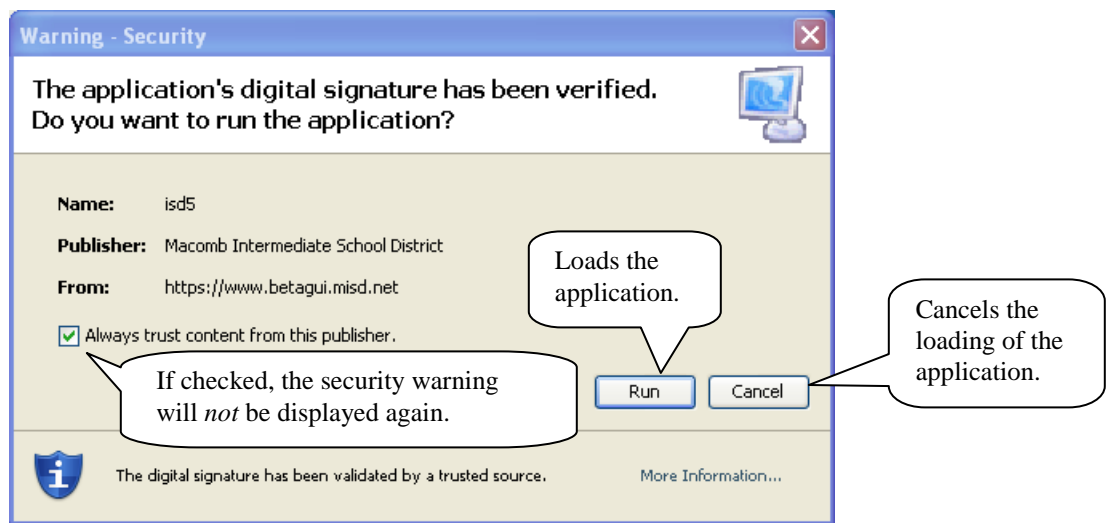 Warning - Security
The application's digital signature has been verified.
Do you want to run the application?
Name: isd5
Publisher: Macomb Intermediate School District
From: https://www.betagui.misd.net
Loads the
application.
Always trust content from this publisher.
Cancels the
loading of the
application.
If checked, the security warning
will not be displayed again.
Run Cancel
The digital signature has been validated by a trusted source. More Information...